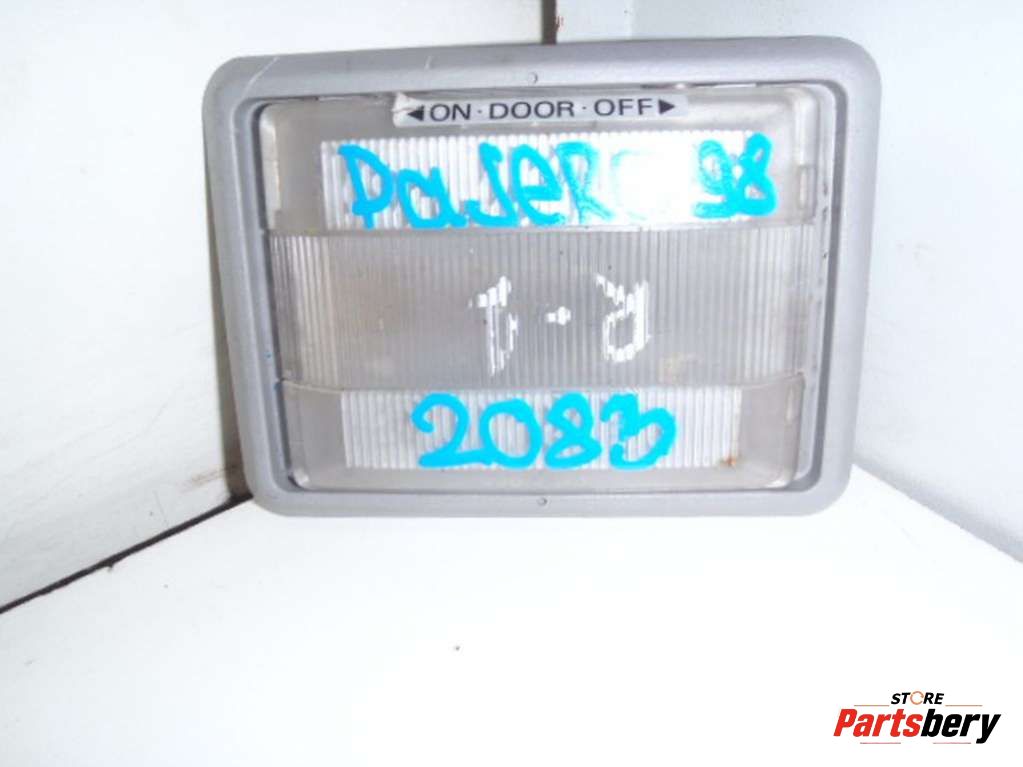 ◀ON·DOOR·OFF▶
PaJERO 98
2083
STORE
Partsbery